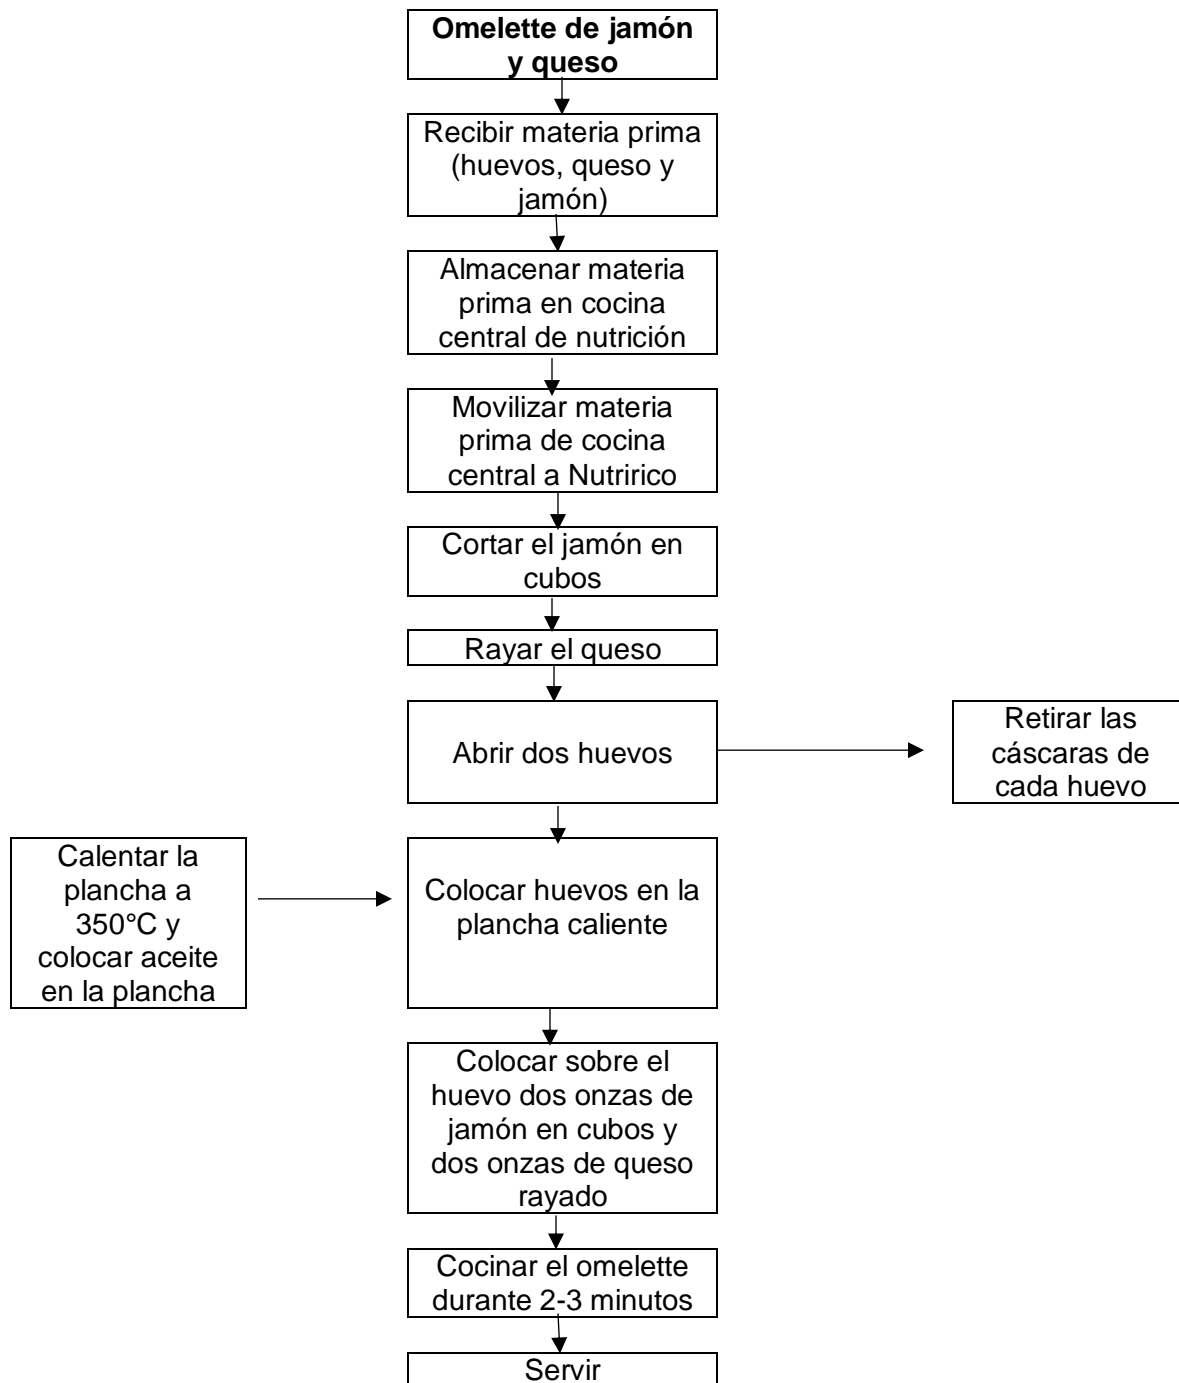 Omelette de jamón
y queso
Recibir materia prima
(huevos, queso y
jamón)
Almacenar materia
prima en cocina
central de nutrición
Movilizar materia
prima de cocina
central a Nutririco
Cortar el jamón en
cubos
Rayar el queso
Abrir dos huevos
Retirar las
cáscaras de
cada huevo
Calentar la
plancha a
350°C y
colocar aceite
en la plancha
Colocar huevos en la
plancha caliente
Colocar sobre el
huevo dos onzas de
jamón en cubos y
dos onzas de queso
rayado
Cocinar el omelette
durante 2-3 minutos
Servir